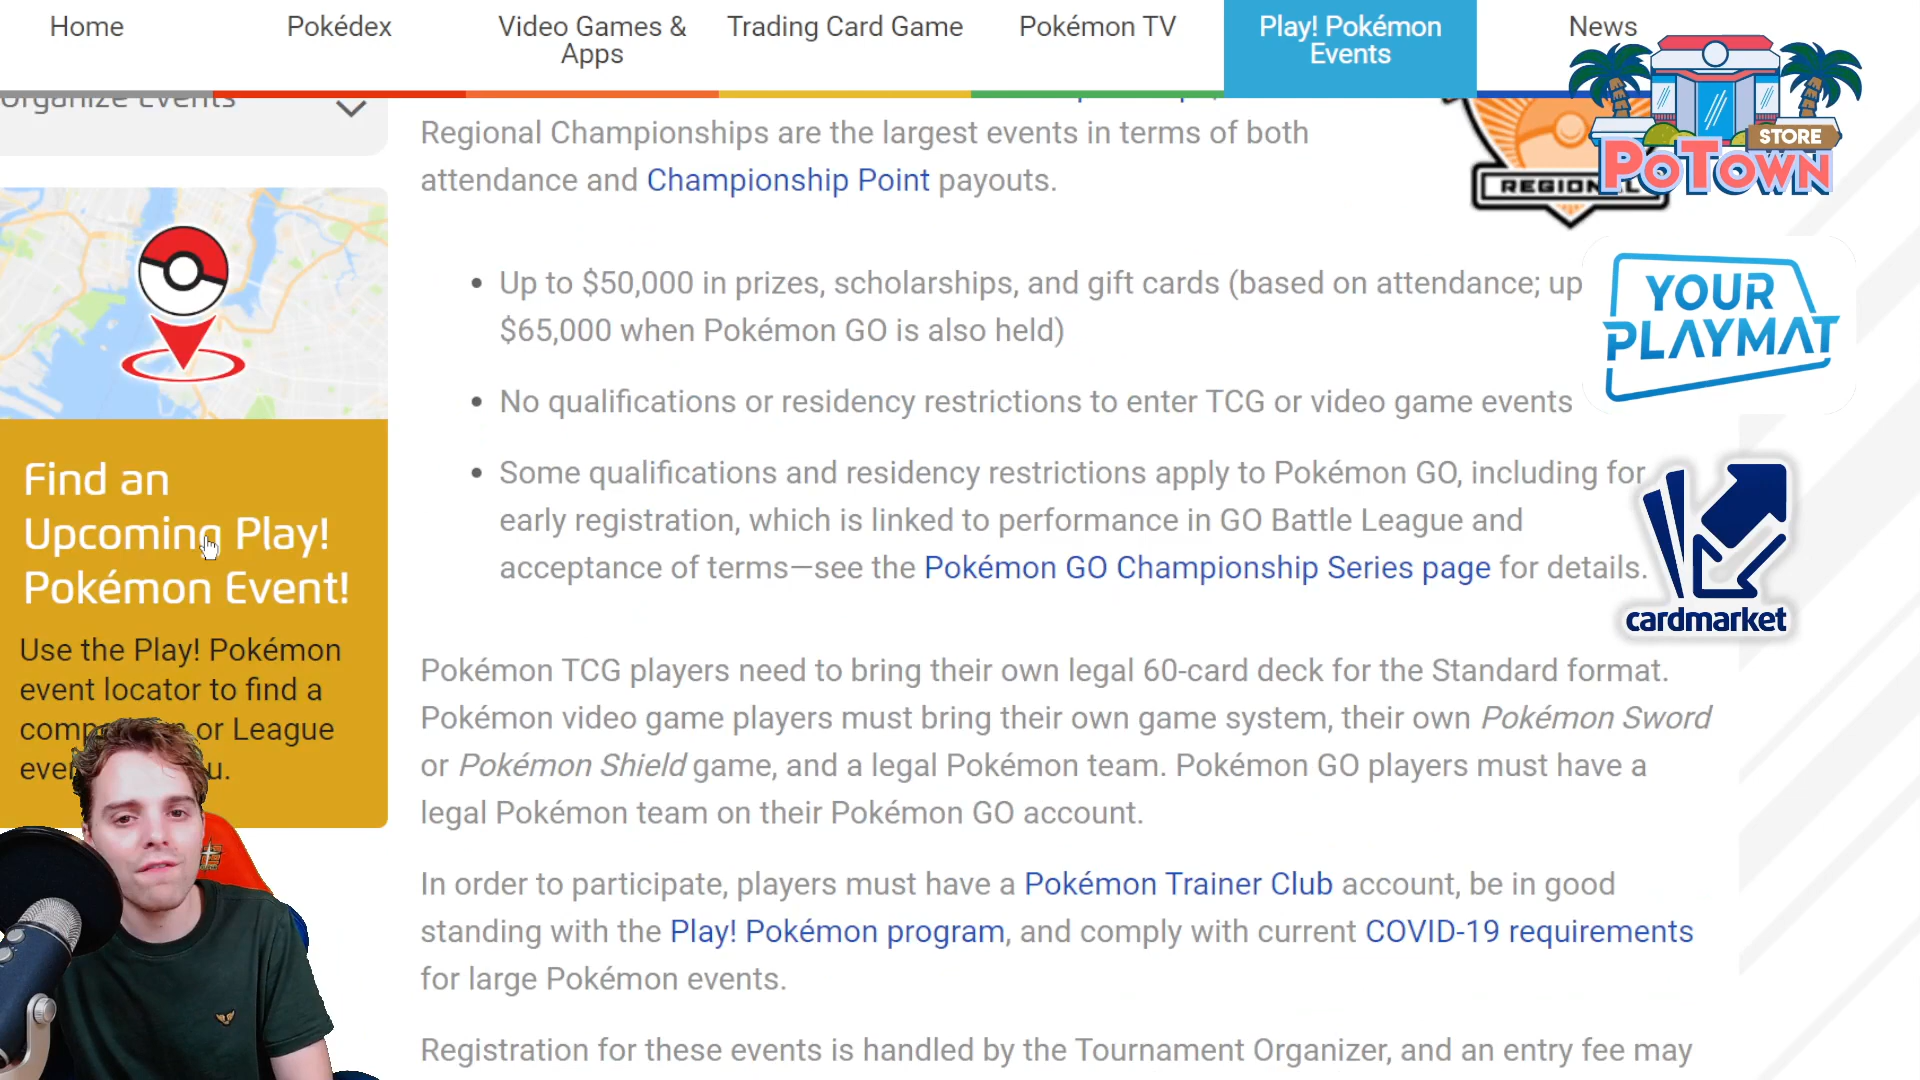 Home
Pokédex
Video Games &
Apps
Trading Card Game
Pokémon TV
Play! Pokémon
Events
News
Organize Events
STORE
PoTown
REGIONAL
Regional Championships are the largest events in terms of both
attendance and Championship Point payouts.
Up to $50,000 in prizes, scholarships, and gift cards (based on attendance; up
$65,000 when Pokémon GO is also held)
No qualifications or residency restrictions to enter TCG or video game events
Some qualifications and residency restrictions apply to Pokémon GO, including for
early registration, which is linked to performance in GO Battle League and
acceptance of terms—see the Pokémon GO Championship Series page for details.
YOUR
PLAYMAT
cardmarket
Find an
Upcoming Play!
Pokémon Event!
Use the Play! Pokémon
event locator to find a
or League
Pokémon TCG players need to bring their own legal 60-card deck for the Standard format.
Pokémon video game players must bring their own game system, their own Pokémon Sword
or Pokémon Shield game, and a legal Pokémon team. Pokémon GO players must have a
legal Pokémon team on their Pokémon GO account.
In order to participate, players must have a Pokémon Trainer Club account, be in good
standing with the Play! Pokémon program, and comply with current COVID-19 requirements
for large Pokémon events.
Registration for these events is handled by the Tournament Organizer, and an entry fee may